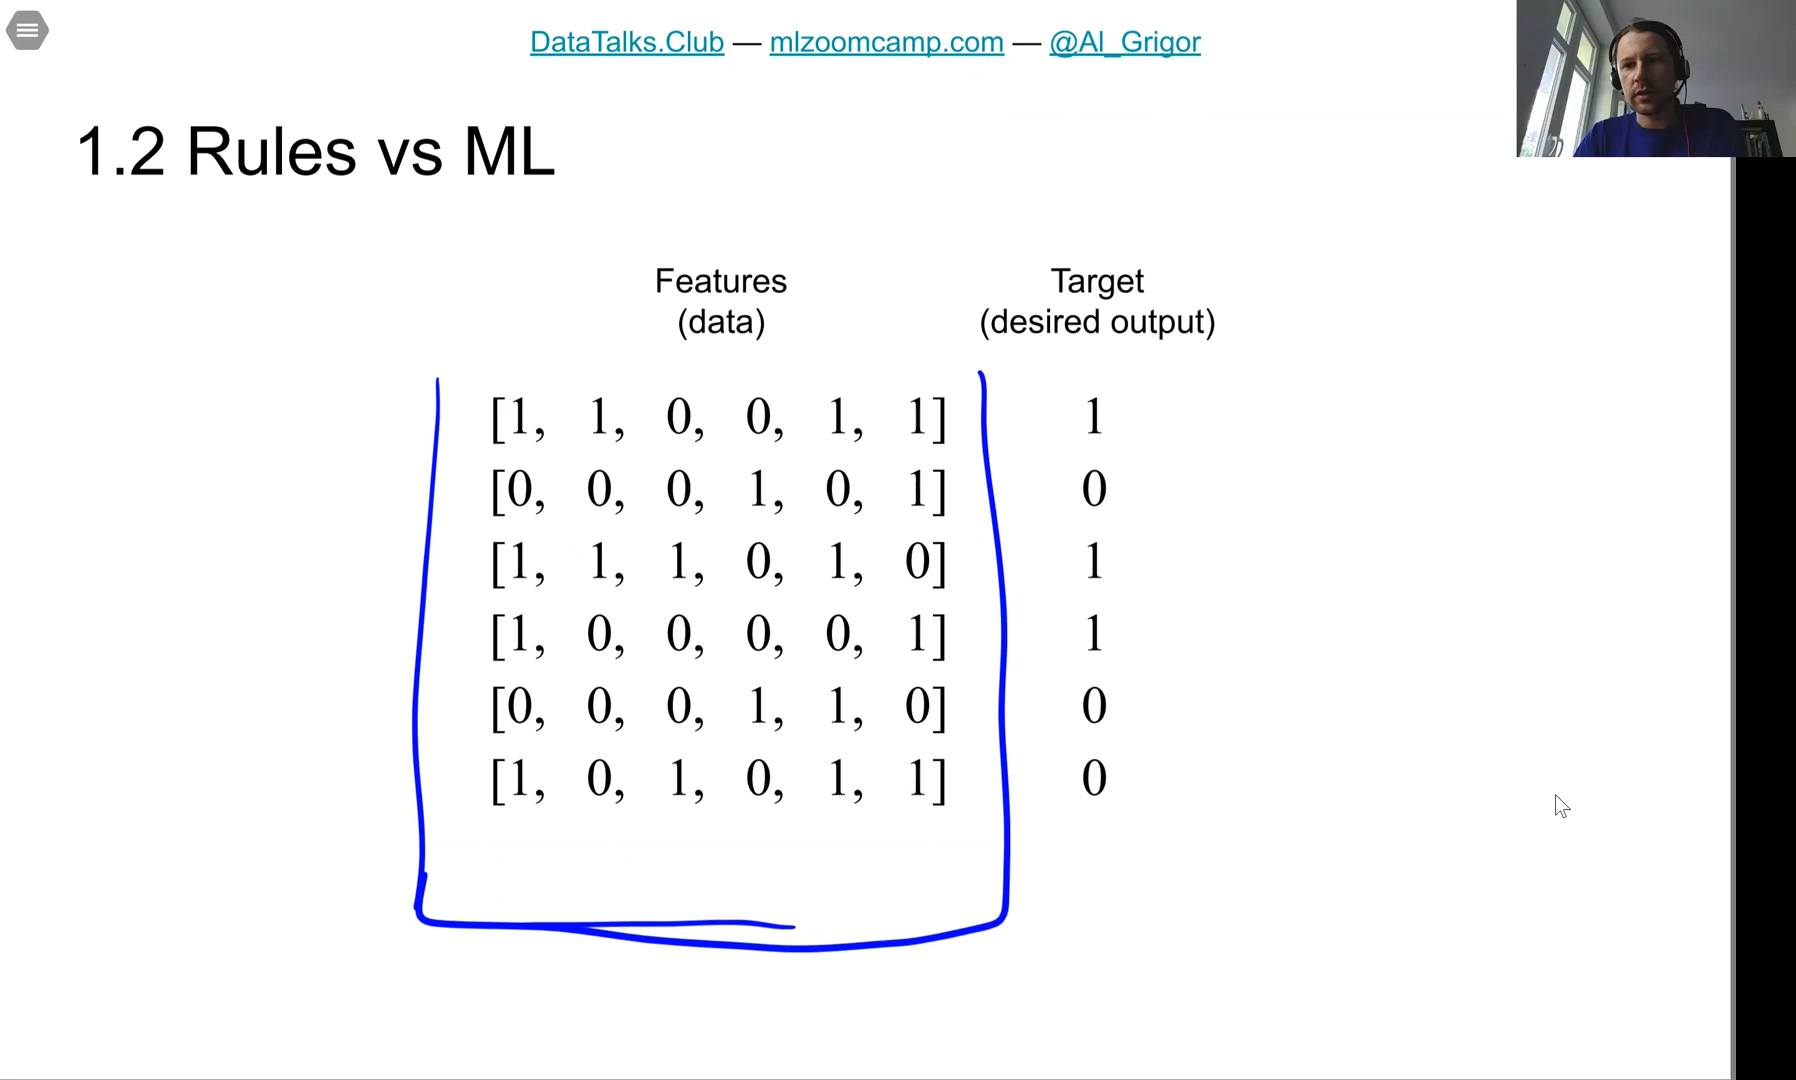 DataTalks.Club — mlzoomcamp.com — @Al_Grigor
1.2 Rules vs ML
Features
(data)
Target
(desired output)
[1, 1, 0, 0, 1, 1] 1
[0, 0, 0, 1, 0, 1] 0
[1, 1, 1, 0, 1, 0] 1
[1, 0, 0, 0, 0, 1] 1
[0, 0, 0, 1, 1, 0] 0
[1, 0, 1, 0, 1, 1] 0